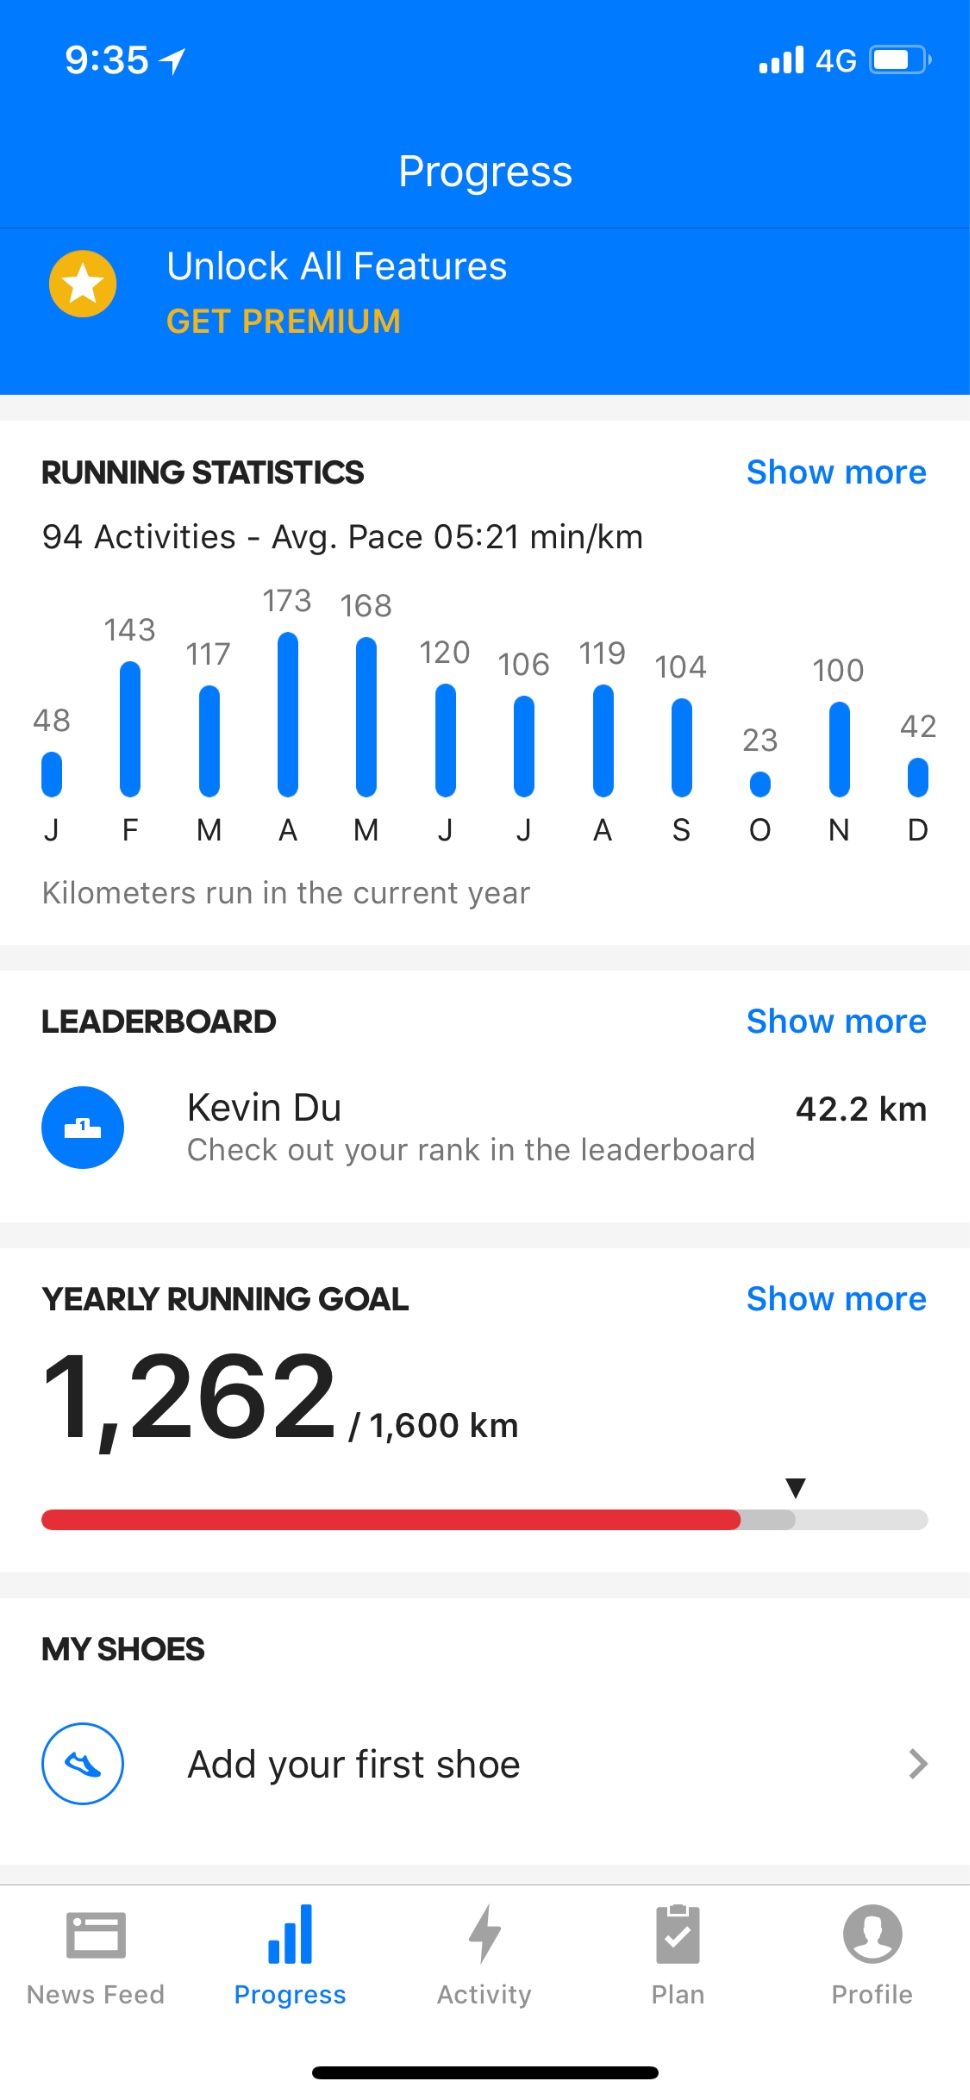 9:35
4G
Progress
Unlock All Features
GET PREMIUM
RUNNING STATISTICS Show more
94 Activities - Avg. Pace 05:21 min/km
48 143 117 173 168 120 106 119 104 23 100 42
J F M A M J J A S O N D
Kilometers run in the current year
LEADERBOARD Show more
1
Kevin Du 42.2 km
Check out your rank in the leaderboard
YEARLY RUNNING GOAL Show more
1,262 / 1,600 km
MY SHOES
Add your first shoe
News Feed Progress Activity Plan Profile